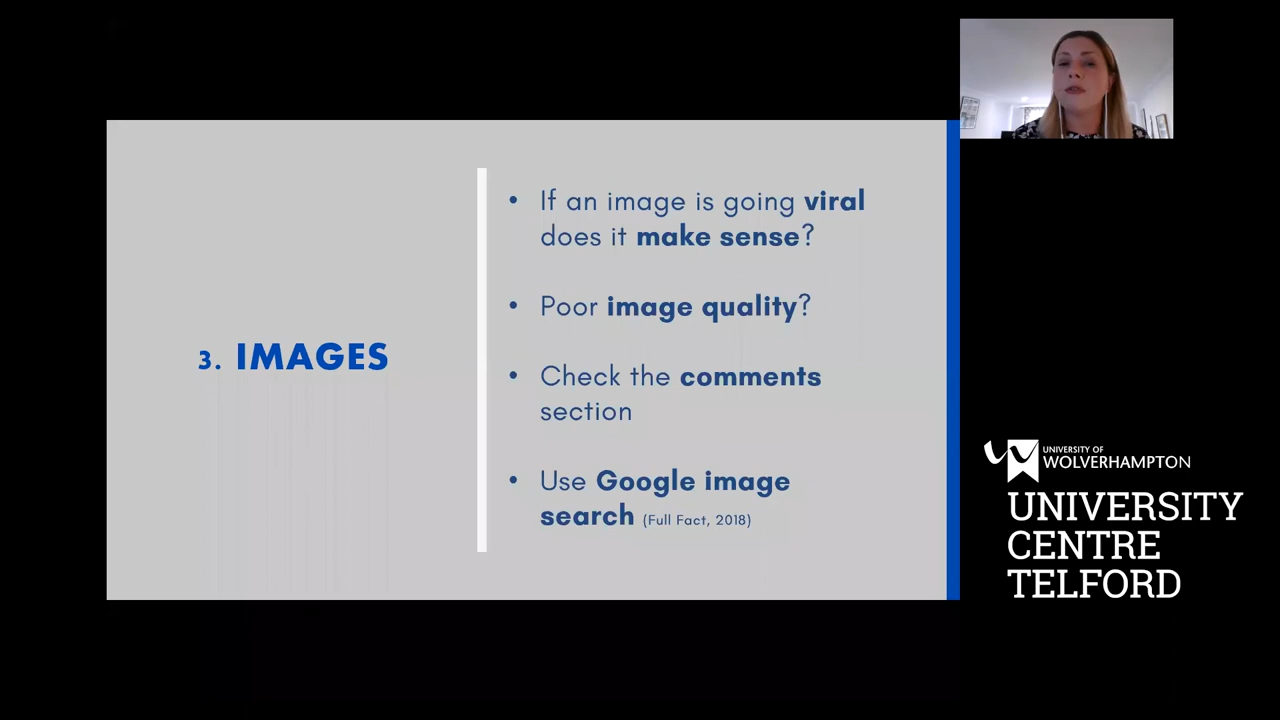 3. IMAGES
• If an image is going viral
does it make sense?
• Poor image quality?
• Check the comments
section
• Use Google image
search (Full Fact, 2018)
UNIVERSITY OF
WOLVERHAMPTON
UNIVERSITY
CENTRE
TELFORD